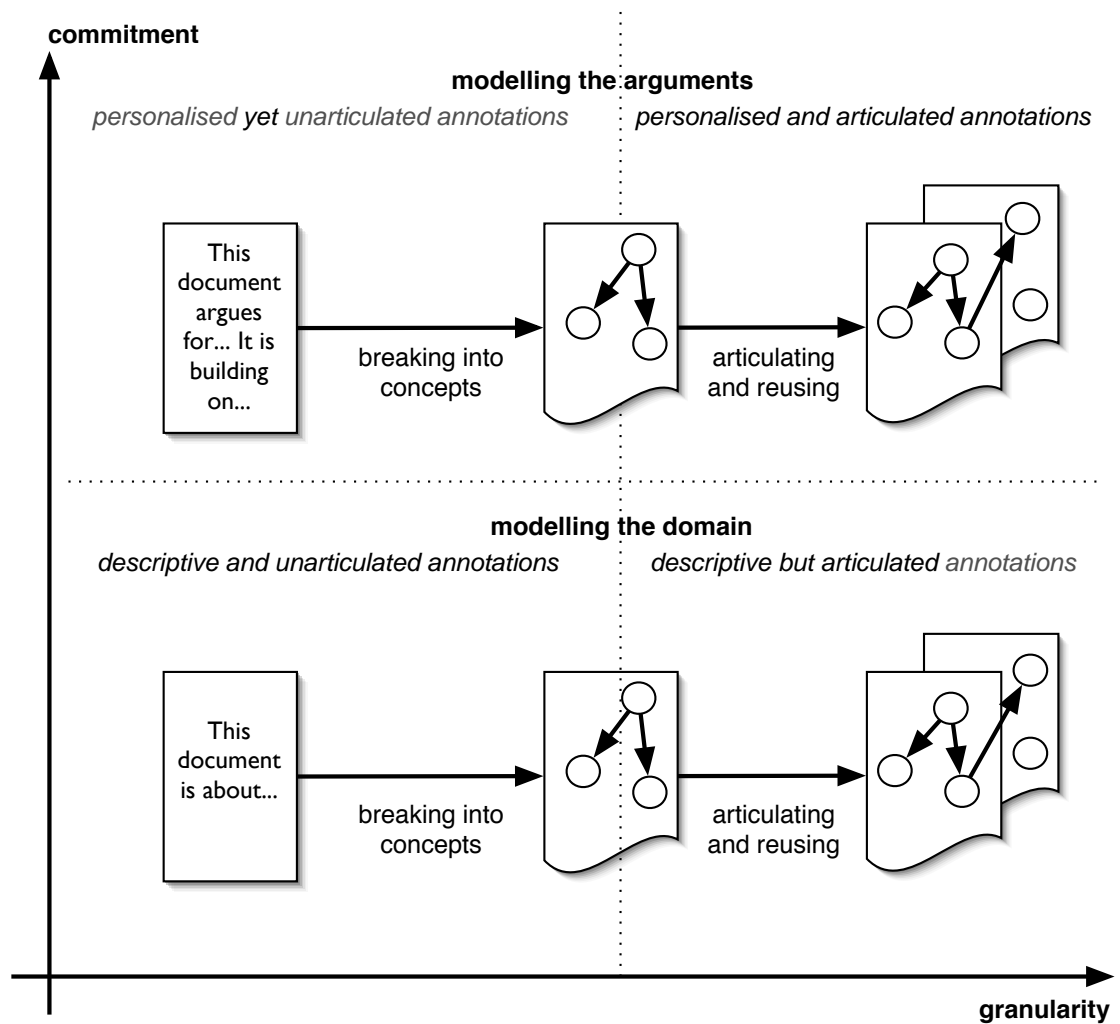 commitment
modelling the arguments
personalised yet unarticulated annotations
personalised and articulated annotations
This
document
argues
for... It is
building
on...
breaking into
concepts
articulating
and reusing
modelling the domain
descriptive and unarticulated annotations
descriptive but articulated annotations
This
document
is about...
breaking into
concepts
articulating
and reusing
granularity